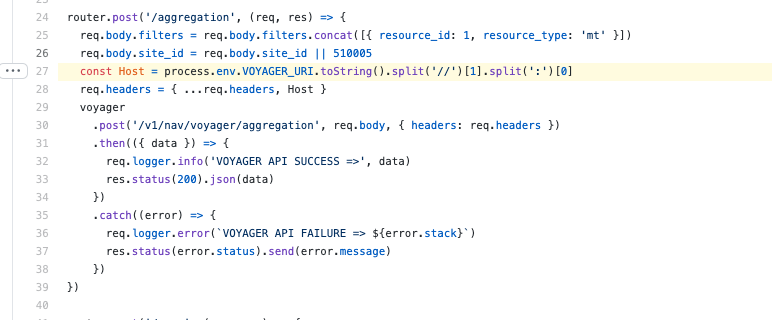 24 router.post('/aggregation', (req, res) => {
25 req.body.filters = req.body.filters.concat([{ resource_id: 1, resource_type: 'mt' }])
26 req.body.site_id = req.body.site_id || 510005
27 const Host = process.env.VOYAGER_URI.toString().split('//')[1].split(':')[0]
28 req.headers = { ...req.headers, Host }
29 voyager
30 .post('/v1/nav/voyager/aggregation', req.body, { headers: req.headers })
31 .then(({ data }) => {
32 req.logger.info('VOYAGER API SUCCESS =>', data)
33 res.status(200).json(data)
34 })
35 .catch((error) => {
36 req.logger.error(`VOYAGER API FAILURE => ${error.stack}`)
37 res.status(error.status).send(error.message)
38 })
39 })
40